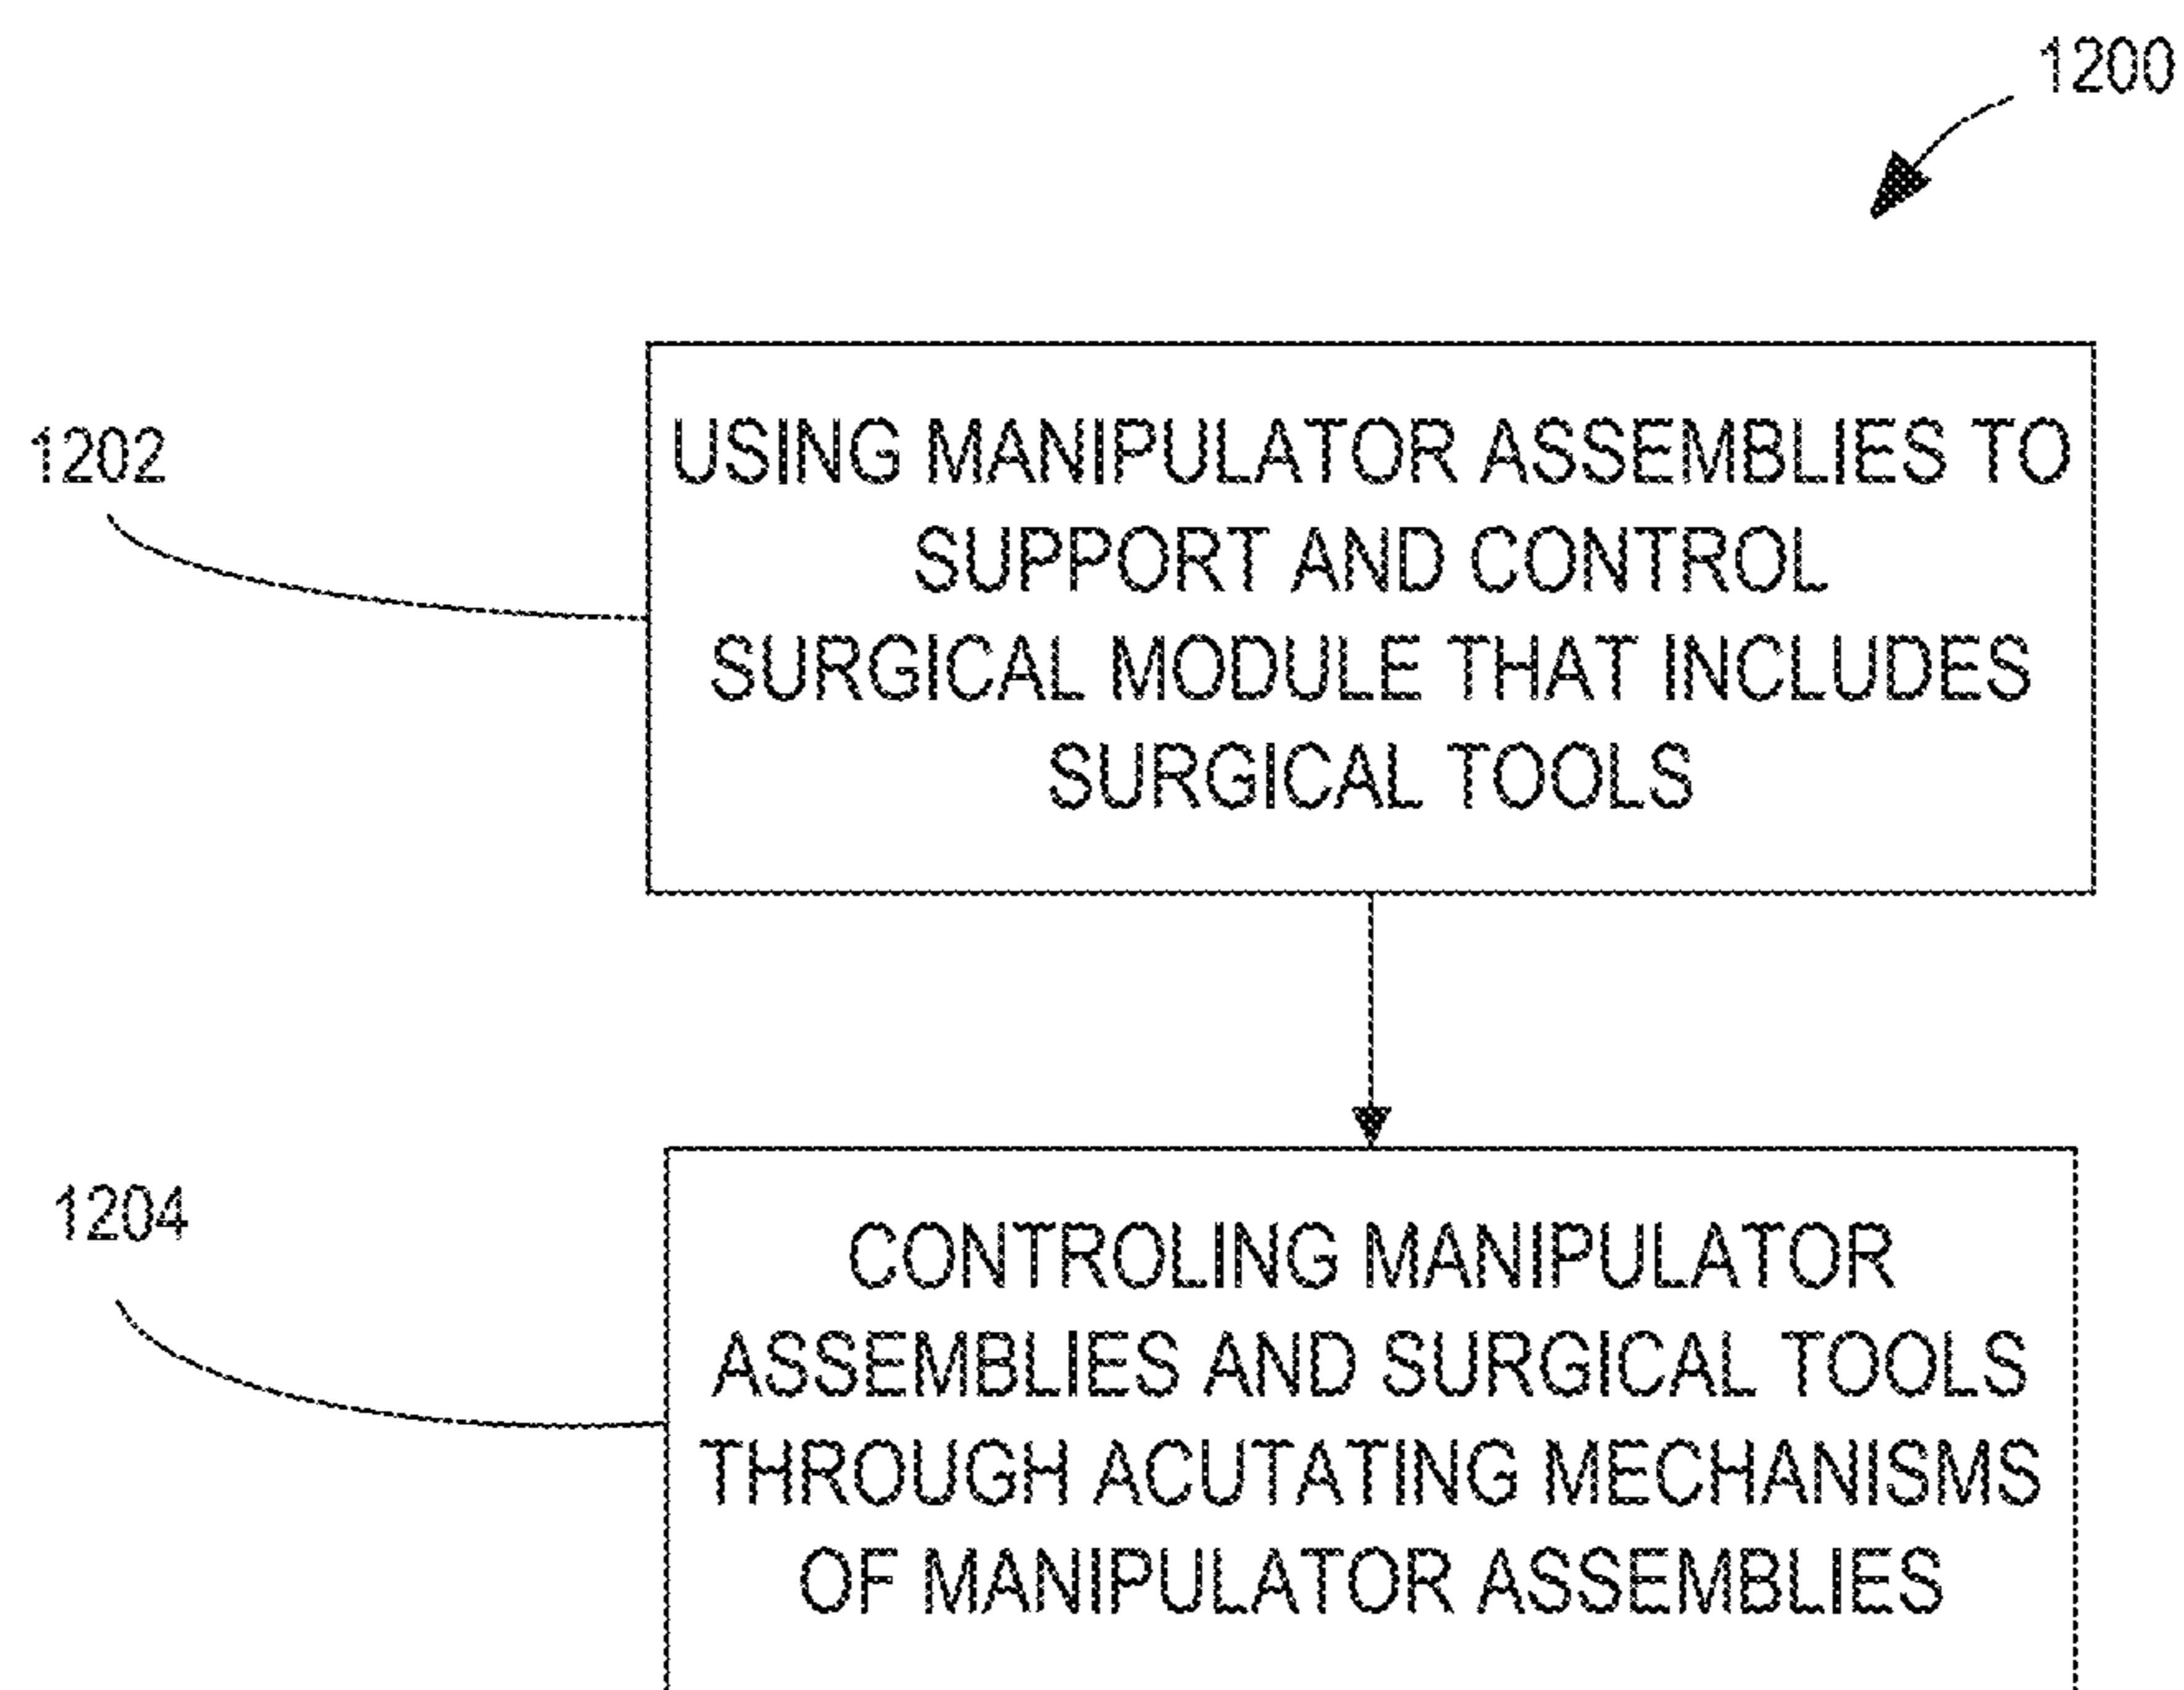 1200
1202
USING MANIPULATOR ASSEMBLIES TO
SUPPORT AND CONTROL
SURGICAL MODULE THAT INCLUDES
SURGICAL TOOLS
1204
CONTROLING MANIPULATOR
ASSEMBLIES AND SURGICAL TOOLS
THROUGH ACUTATING MECHANISMS
OF MANIPULATOR ASSEMBLIES